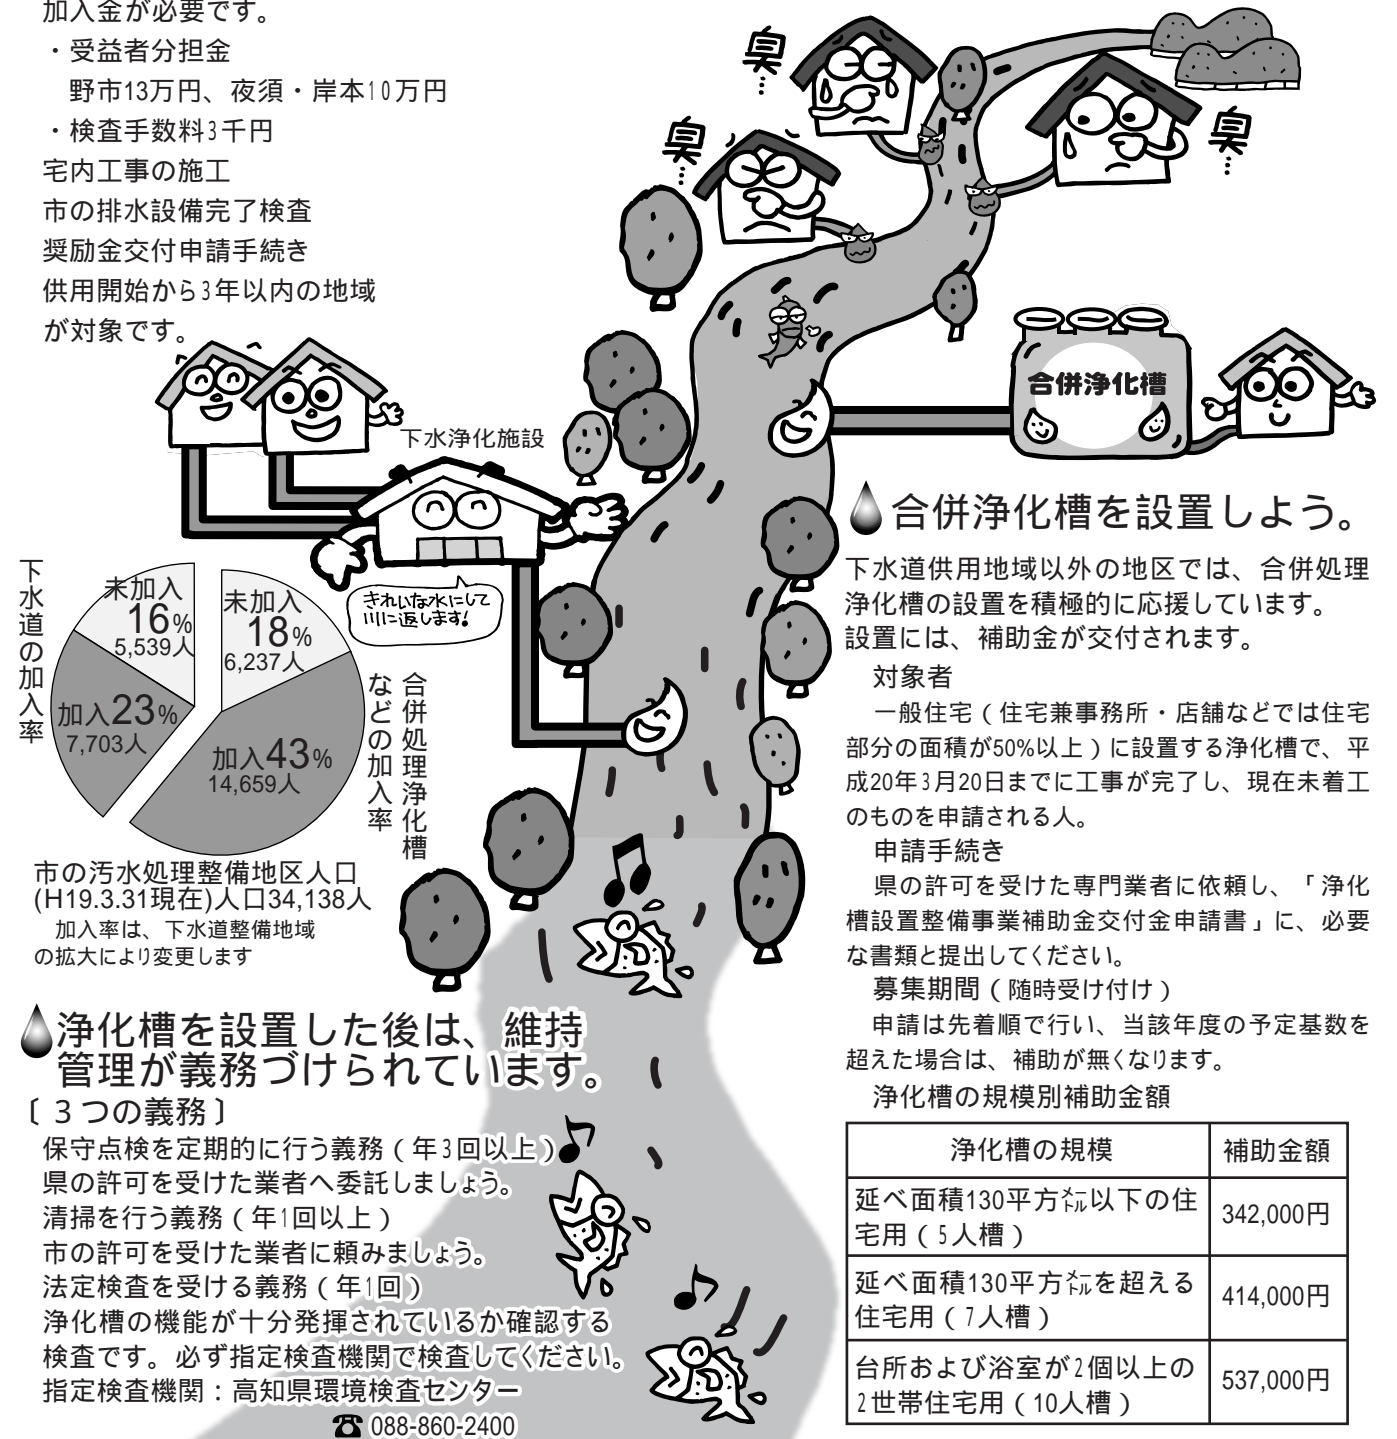 加入金が必要です。
・受益者分担金
野市13万円、夜須・岸本10万円
・検査手数料3千円
宅内工事の施工
市の排水設備完了検査
奨励金交付申請手続き
供用開始から3年以内の地域
が対象です。
臭…
臭…
臭…
合併浄化槽
下水浄化施設
きれいな水にして
川に返します!
下水道の加入率
未加入
16%
5,539人
加入23%
7,703人
未加入
18%
6,237人
加入43%
14,659人
合併処理浄化槽
などの加入率
市の汚水処理整備地区人口
(H19.3.31現在)人口34,138人
加入率は、下水道整備地域
の拡大により変更します
浄化槽を設置した後は、維持
管理が義務づけられています。
〔３つの義務〕
保守点検を定期的に行う義務（年3回以上）
県の許可を受けた業者へ委託しましょう。
清掃を行う義務（年1回以上）
市の許可を受けた業者に頼みましょう。
法定検査を受ける義務（年1回）
浄化槽の機能が十分発揮されているか確認する
検査です。必ず指定検査機関で検査してください。
指定検査機関：高知県環境検査センター
☎ 088-860-2400
合併浄化槽を設置しよう。
下水道供用地域以外の地区では、合併処理
浄化槽の設置を積極的に応援しています。
設置には、補助金が交付されます。
対象者
一般住宅（住宅兼事務所・店舗などでは住宅
部分の面積が50%以上）に設置する浄化槽で、平
成20年3月20日までに工事が完了し、現在未着工
のものを申請される人。
申請手続き
県の許可を受けた専門業者に依頼し、「浄化
槽設置整備事業補助金交付金申請書」に、必要
な書類と提出してください。
募集期間（随時受け付け）
申請は先着順で行い、当該年度の予定基数を
超えた場合は、補助が無くなります。
浄化槽の規模別補助金額
浄化槽の規模 補助金額
延べ面積130平方㍍以下の住
宅用（5人槽） 342,000円
延べ面積130平方㍍を超える
住宅用（7人槽） 414,000円
台所および浴室が2個以上の
2世帯住宅用（10人槽） 537,000円